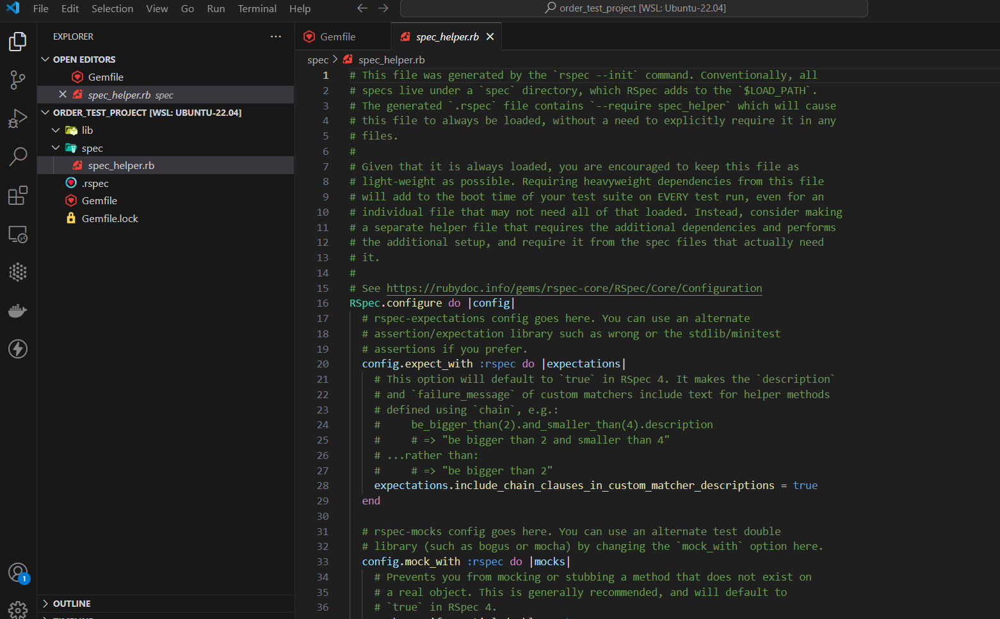 File Edit Selection View Go Run Terminal Help
order_test_project [WSL: Ubuntu-22.04]
EXPLORER
OPEN EDITORS
Gemfile
spec_helper.rb spec
ORDER_TEST_PROJECT [WSL: UBUNTU-22.04]
lib
spec
spec_helper.rb
.rspec
Gemfile
Gemfile.lock
1
OUTLINE
Gemfile
spec_helper.rb
spec > spec_helper.rb
1 # This file was generated by the `rspec --init` command. Conventionally, all
2 # specs live under a `spec` directory, which RSpec adds to the `$LOAD_PATH`.
3 # The generated `.rspec` file contains `--require spec_helper` which will cause
4 # this file to always be loaded, without a need to explicitly require it in any
5 # files.
6 #
7 # Given that it is always loaded, you are encouraged to keep this file as
8 # light-weight as possible. Requiring heavyweight dependencies from this file
9 # will add to the boot time of your test suite on EVERY test run, even for an
10 # individual file that may not need all of that loaded. Instead, consider making
11 # a separate helper file that requires the additional dependencies and performs
12 # the additional setup, and require it from the spec files that actually need
13 # it.
14 #
15 # See https://rubydoc.info/gems/rspec-core/RSpec/Core/Configuration
16 RSpec.configure do |config|
17 # rspec-expectations config goes here. You can use an alternate
18 # assertion/expectation library such as wrong or the stdlib/minitest
19 # assertions if you prefer.
20 config.expect_with :rspec do |expectations|
21 # This option will default to `true` in RSpec 4. It makes the `description`
22 # and `failure_message` of custom matchers include text for helper methods
23 # defined using `chain`, e.g.:
24 #     be_bigger_than(2).and_smaller_than(4).description
25 #     # => "be bigger than 2 and smaller than 4"
26 # ...rather than:
27 #     # => "be bigger than 2"
28 expectations.include_chain_clauses_in_custom_matcher_descriptions = true
29 end
30
31 # rspec-mocks config goes here. You can use an alternate test double
32 # library (such as bogus or mocha) by changing the `mock_with` option here.
33 config.mock_with :rspec do |mocks|
34 # Prevents you from mocking or stubbing a method that does not exist on
35 # a real object. This is generally recommended, and will default to
36 # `true` in RSpec 4.